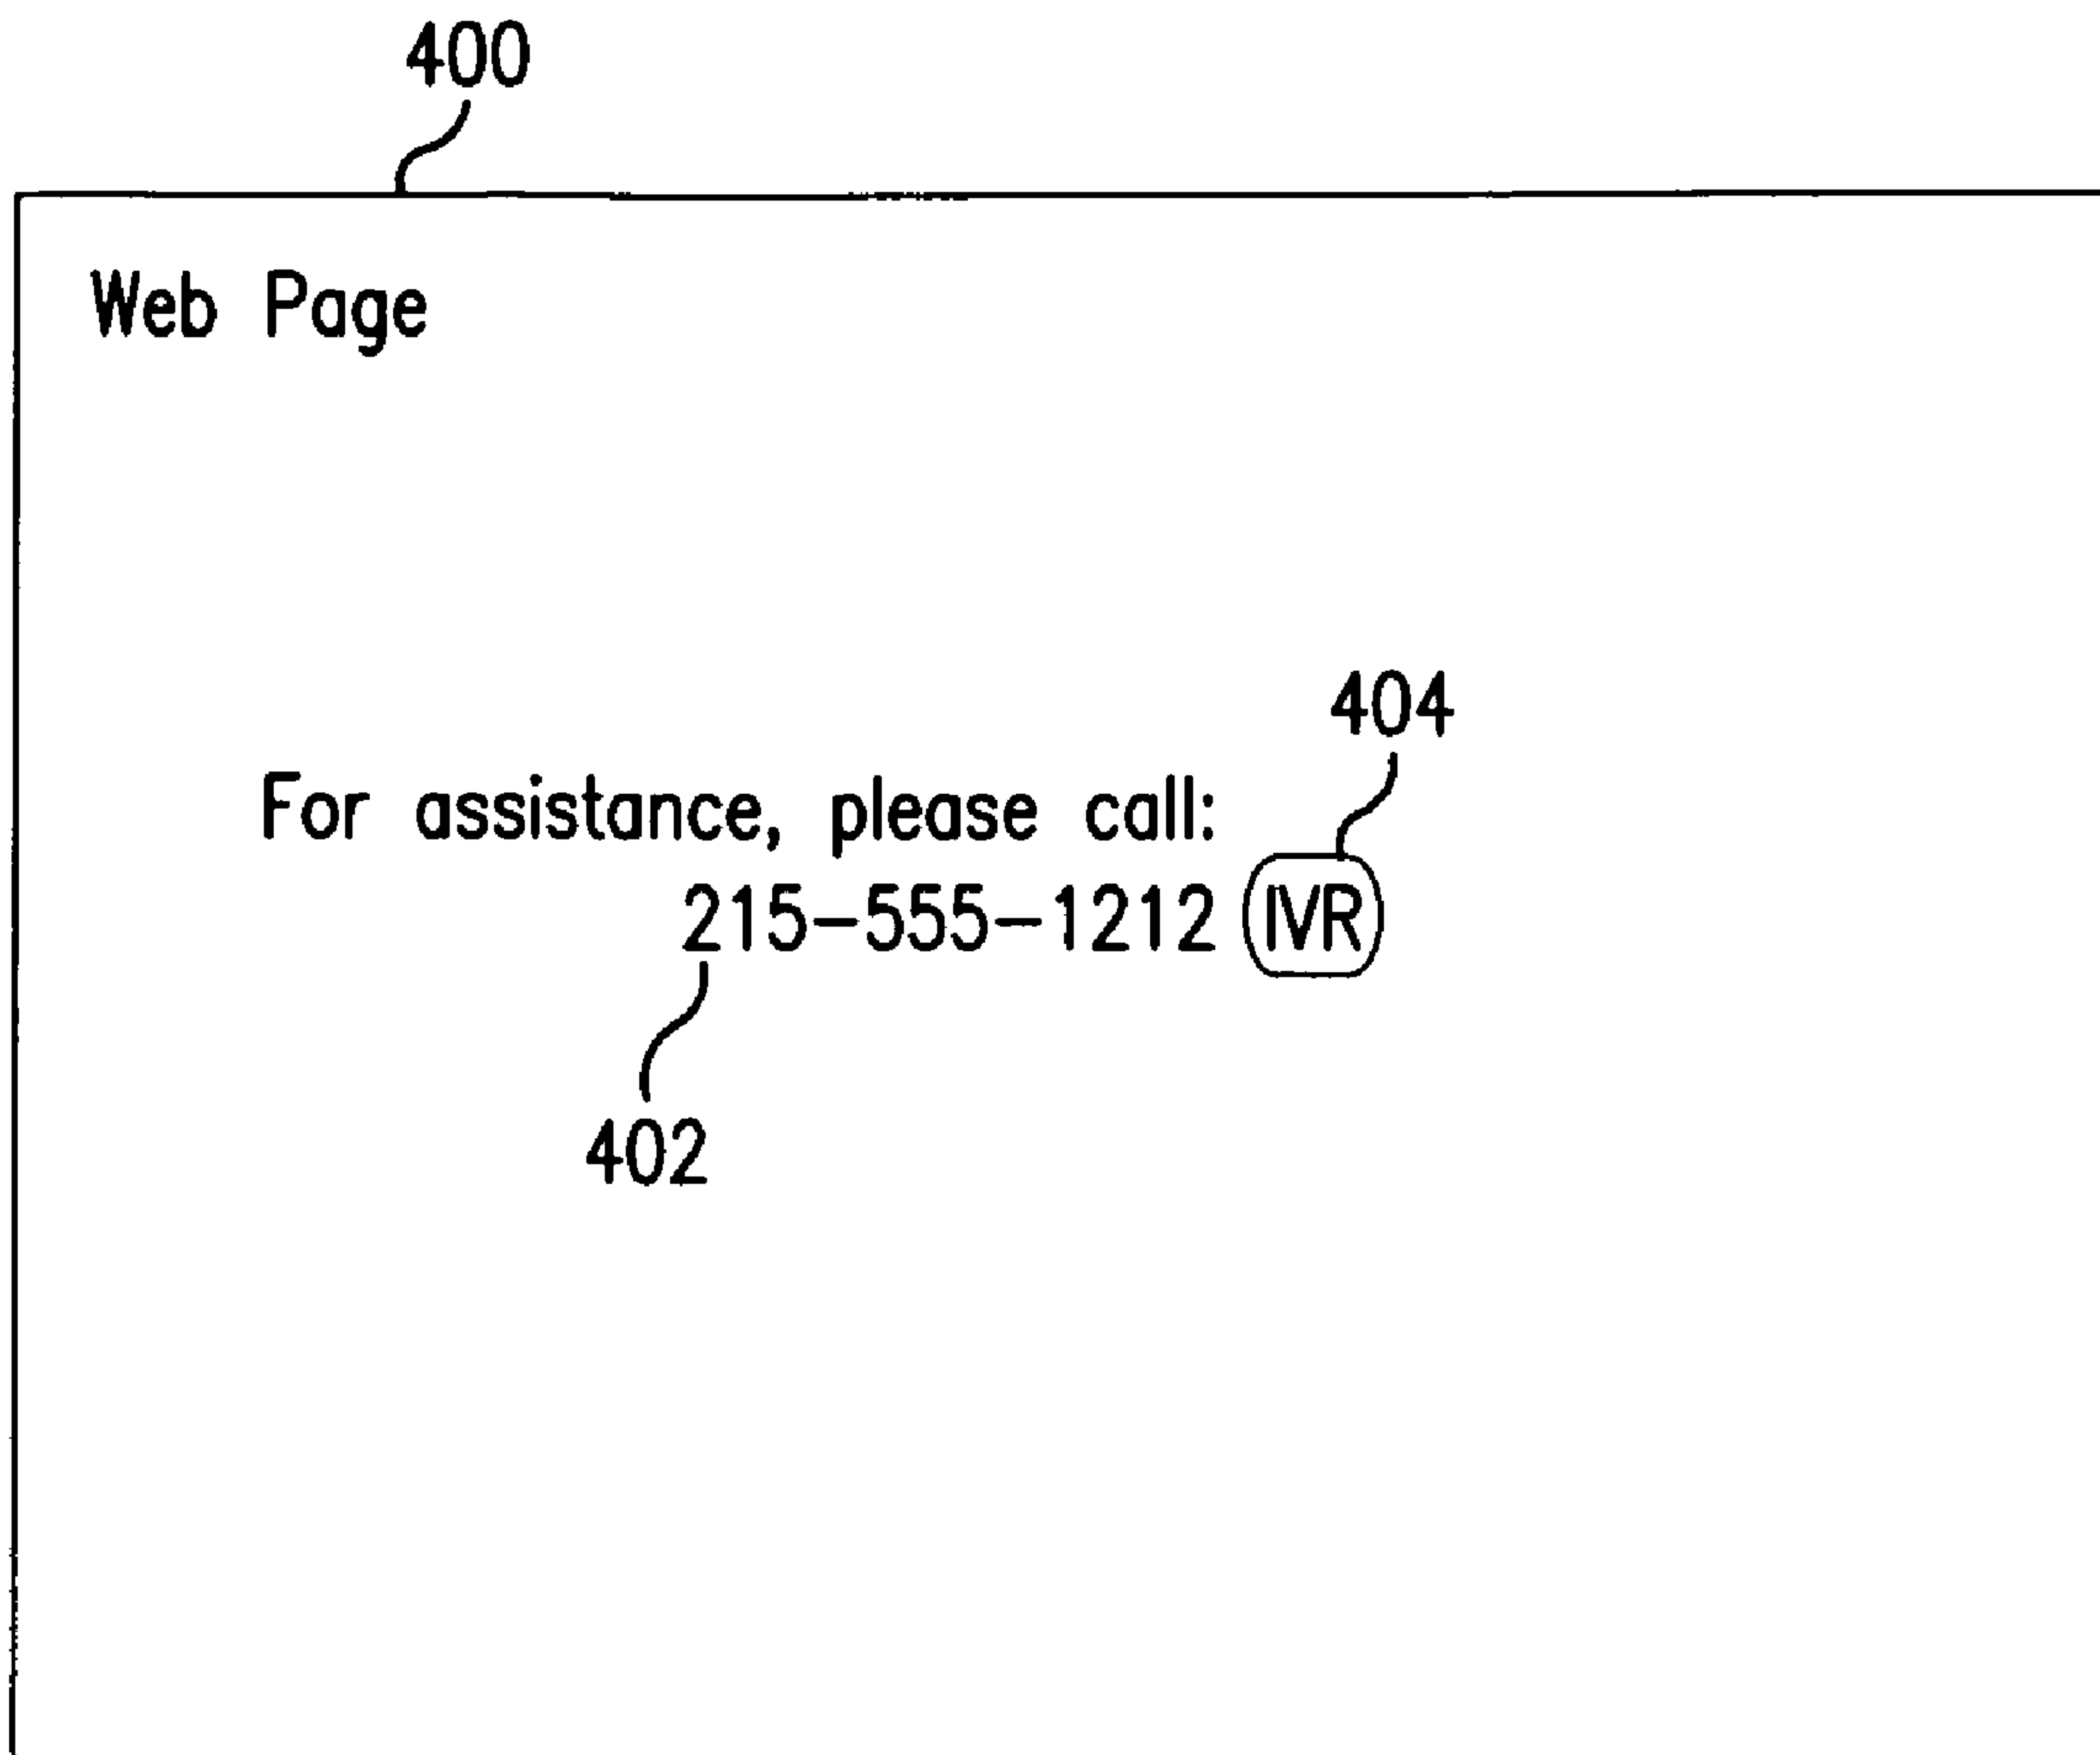 400
Web Page
404
For assistance, please call:
215-555-1212 IVR
402